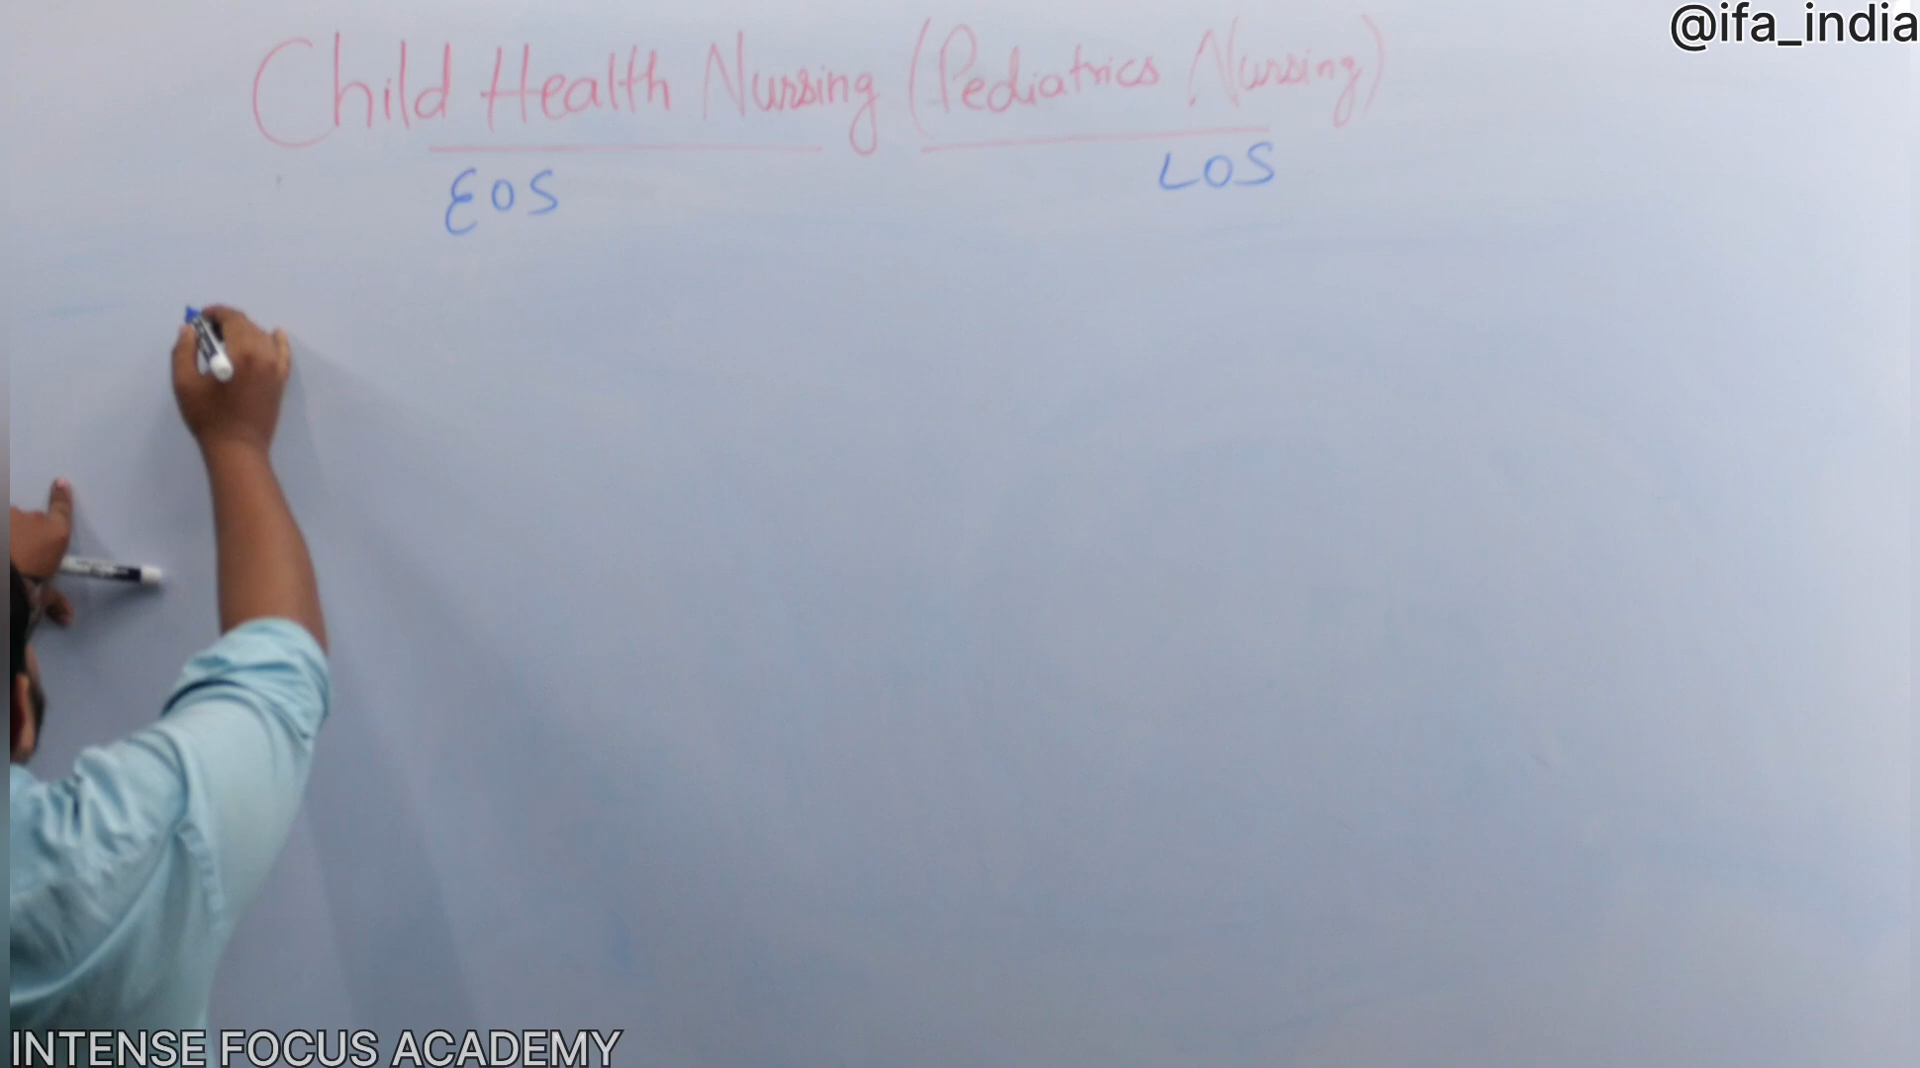 @ifa_india
Child Health Nursing (Pediatrics Nursing)
EOS LOS
INTENSE FOCUS ACADEMY